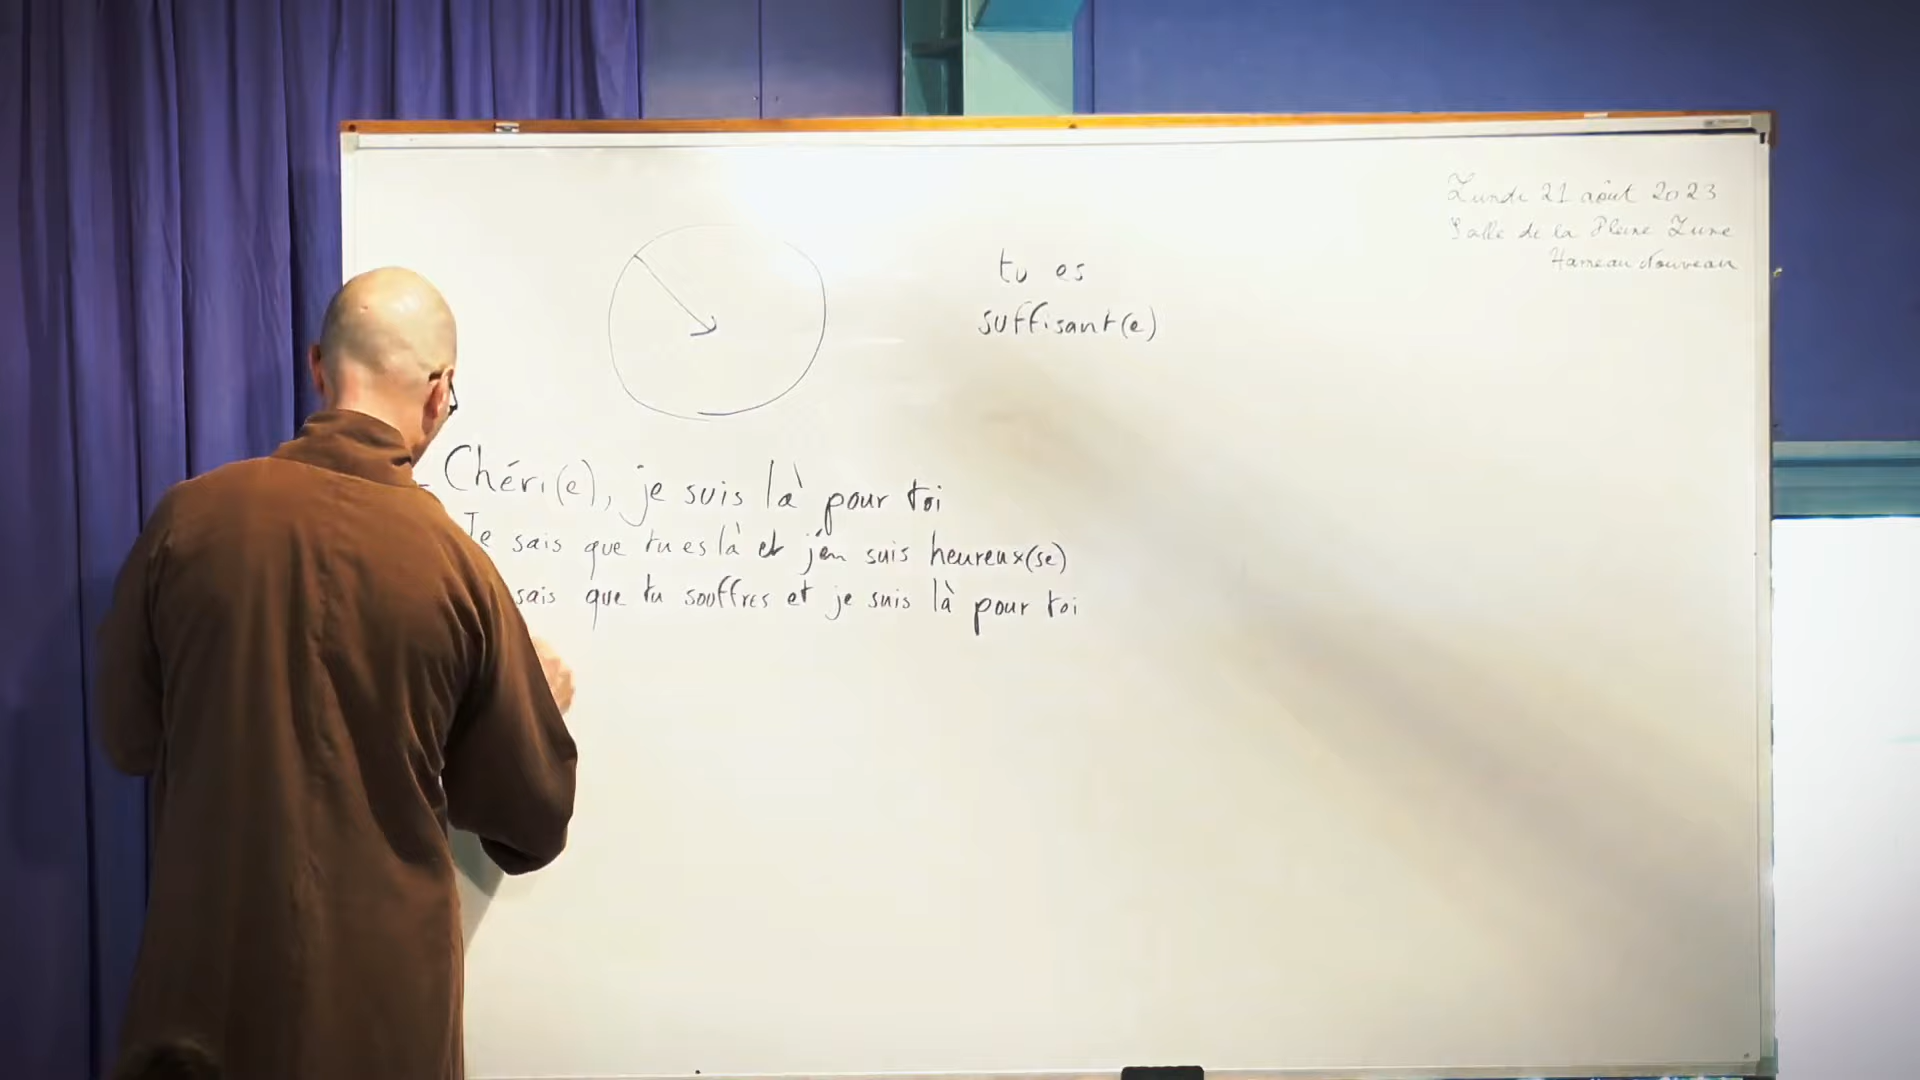 Lundi 21 août 2023
Salle de la Pleine Lune
Hameau Nouveau
tu es
suffisant(e)
- Chéri(e), je suis là pour toi
Je sais que tu es là et j'en suis heureux(se)
sais que tu souffres et je suis là pour toi